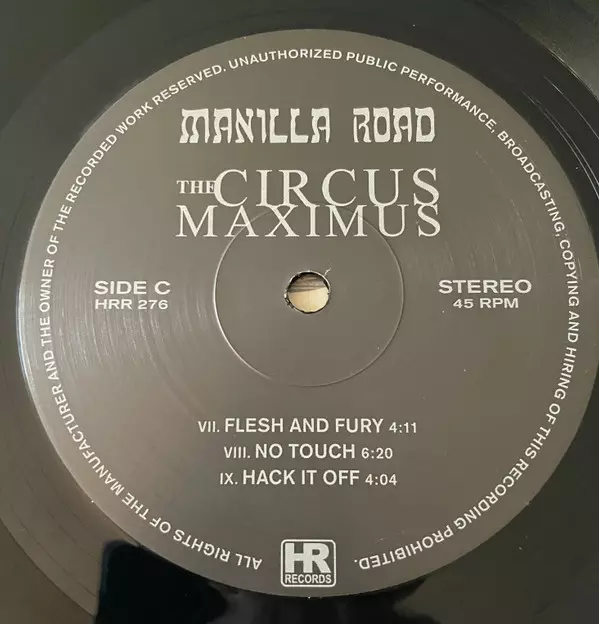 ALL RIGHTS OF THE MANUFACTURER AND THE OWNER OF THE RECORDED WORK RESERVED. UNAUTHORIZED PUBLIC PERFORMANCE, BROADCASTING, COPYING AND HIRING OF THIS RECORDING PROHIBITED.
MANILLA ROAD
THE CIRCUS
MAXIMUS
SIDE C
HRR 276
STEREO
45 RPM
VII. FLESH AND FURY 4:11
VIII. NO TOUCH 6:20
IX. HACK IT OFF 4:04
HR
RECORDS